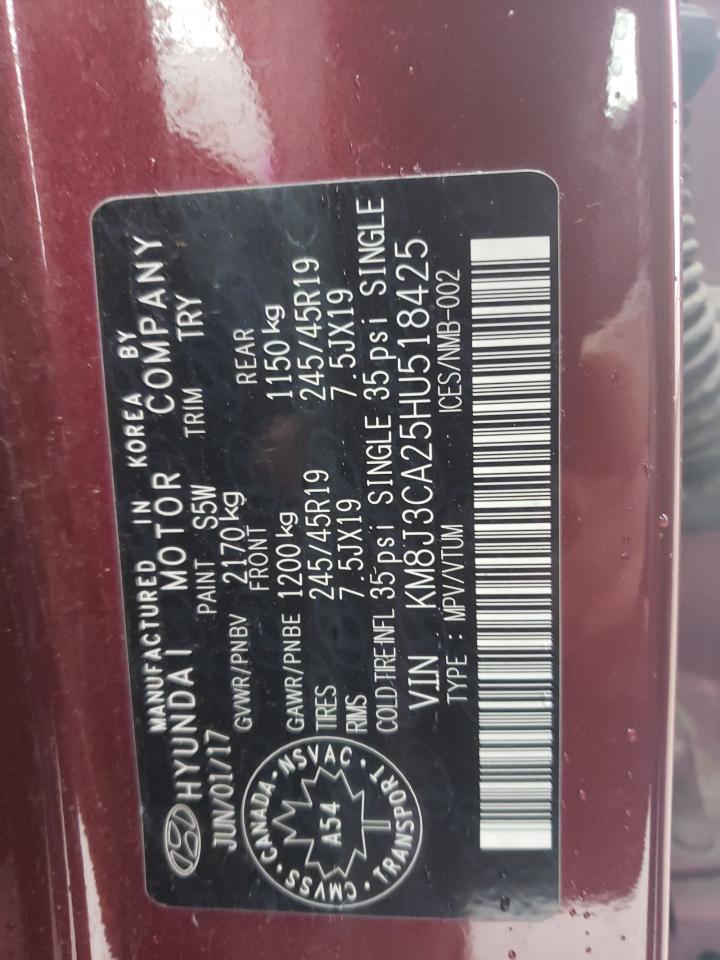 MANUFACTURED IN KOREA BY
HYUNDAI MOTOR COMPANY
JUN/01/17 PAINT S5W TRIM TRY
GVWR/PNBV 2170kg
FRONT REAR
GAWR/PNBE 1200kg 1150kg
TIRES 245/45R19 245/45R19
RIMS 7.5JX19 7.5JX19
COLD TIRE INFL 35psi SINGLE 35psi SINGLE
VIN KM8J3CA25HU518425
TYPE : MPV/VTUM ICES/NMB-002
CMVSS · CANADA · NSVAC · TRANSPORT ·
A54